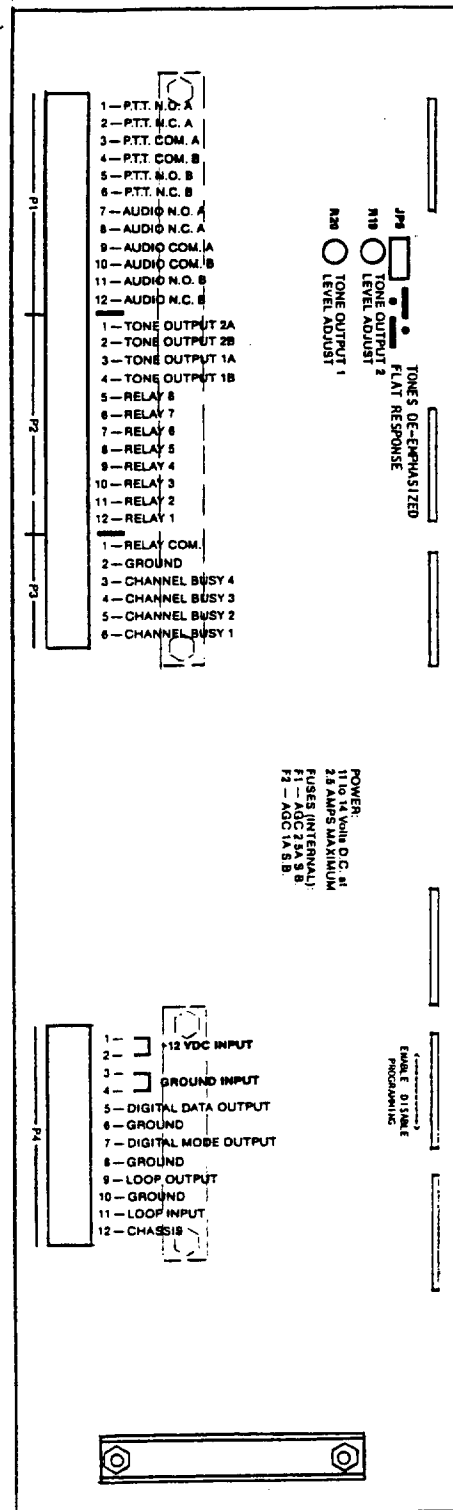 P1
1 — P.T.T. N.O. A
2 — P.T.T. N.C. A
3 — P.T.T. COM. A
4 — P.T.T. COM. B
5 — P.T.T. N.O. B
6 — P.T.T. N.C. B
7 — AUDIO N.O. A
8 — AUDIO N.C. A
9 — AUDIO COM. A
10 — AUDIO COM. B
11 — AUDIO N.O. B
12 — AUDIO N.C. B
P2
1 — TONE OUTPUT 2A
2 — TONE OUTPUT 2B
3 — TONE OUTPUT 1A
4 — TONE OUTPUT 1B
5 — RELAY 8
6 — RELAY 7
7 — RELAY 6
8 — RELAY 5
9 — RELAY 4
10 — RELAY 3
11 — RELAY 2
12 — RELAY 1
P3
1 — RELAY COM.
2 — GROUND
3 — CHANNEL BUSY 4
4 — CHANNEL BUSY 3
5 — CHANNEL BUSY 2
6 — CHANNEL BUSY 1
TONES DE-EMPHASIZED
FLAT RESPONSE
R19
TONE OUTPUT 2
LEVEL ADJUST
R20
TONE OUTPUT 1
LEVEL ADJUST
POWER:
11 to 14 Volts D.C. at
2.5 AMPS MAXIMUM
FUSES (INTERNAL):
F1 — AGC 2.5A S.B.
F2 — AGC 1A S.B.
ENABLE DISABLE
PROGRAMMING
P4
1 —
2 —
+12 VDC INPUT
3 —
4 —
GROUND INPUT
5 — DIGITAL DATA OUTPUT
6 — GROUND
7 — DIGITAL MODE OUTPUT
8 — GROUND
9 — LOOP OUTPUT
10 — GROUND
11 — LOOP INPUT
12 — CHASSIS